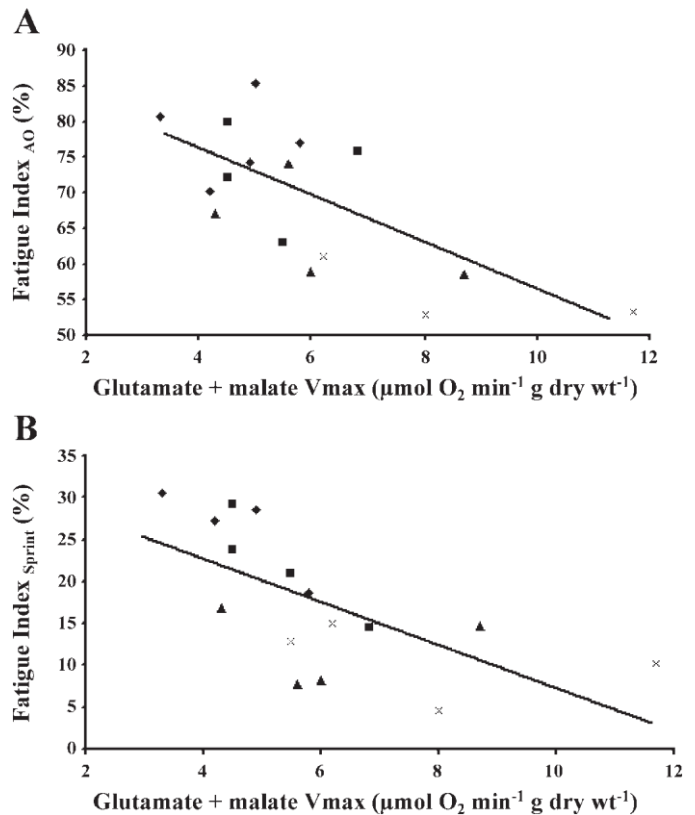 A
90
85
80
75
70
65
60
55
50
Fatigue Index AO (%)
2 4 6 8 10 12
Glutamate + malate Vmax (μmol O2 min-1 g dry wt-1)
B
35
30
25
20
15
10
5
0
Fatigue Index Sprint (%)
2 4 6 8 10 12
Glutamate + malate Vmax (μmol O2 min-1 g dry wt-1)